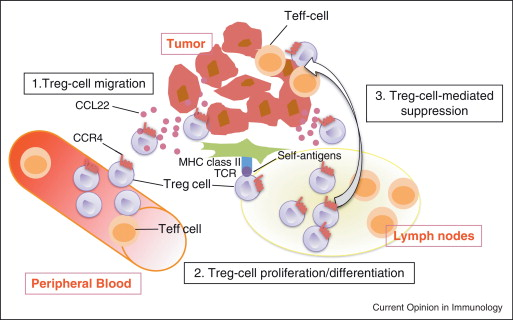 Teff-cell
Tumor
1.Treg-cell migration
CCL22
CCR4
3. Treg-cell-mediated
suppression
MHC class II
TCR
Self-antigens
Treg cell
Teff cell
Lymph nodes
Peripheral Blood
2. Treg-cell proliferation/differentiation
Current Opinion in Immunology